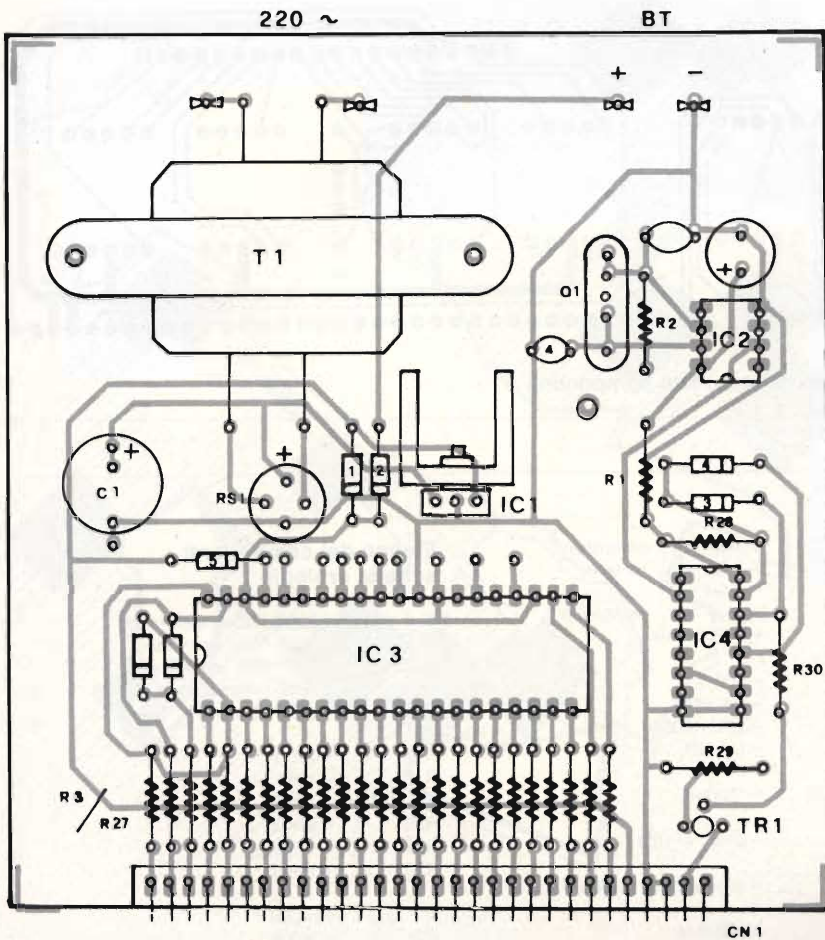 220 ~ BT
+ -
T1
Q1
+
R2
IC2
4
+
C1
+
RS1
1
2
IC1
R1
4
3
R28
5
IC3
IC4
R30
R29
R3
R27
TR1
CN1